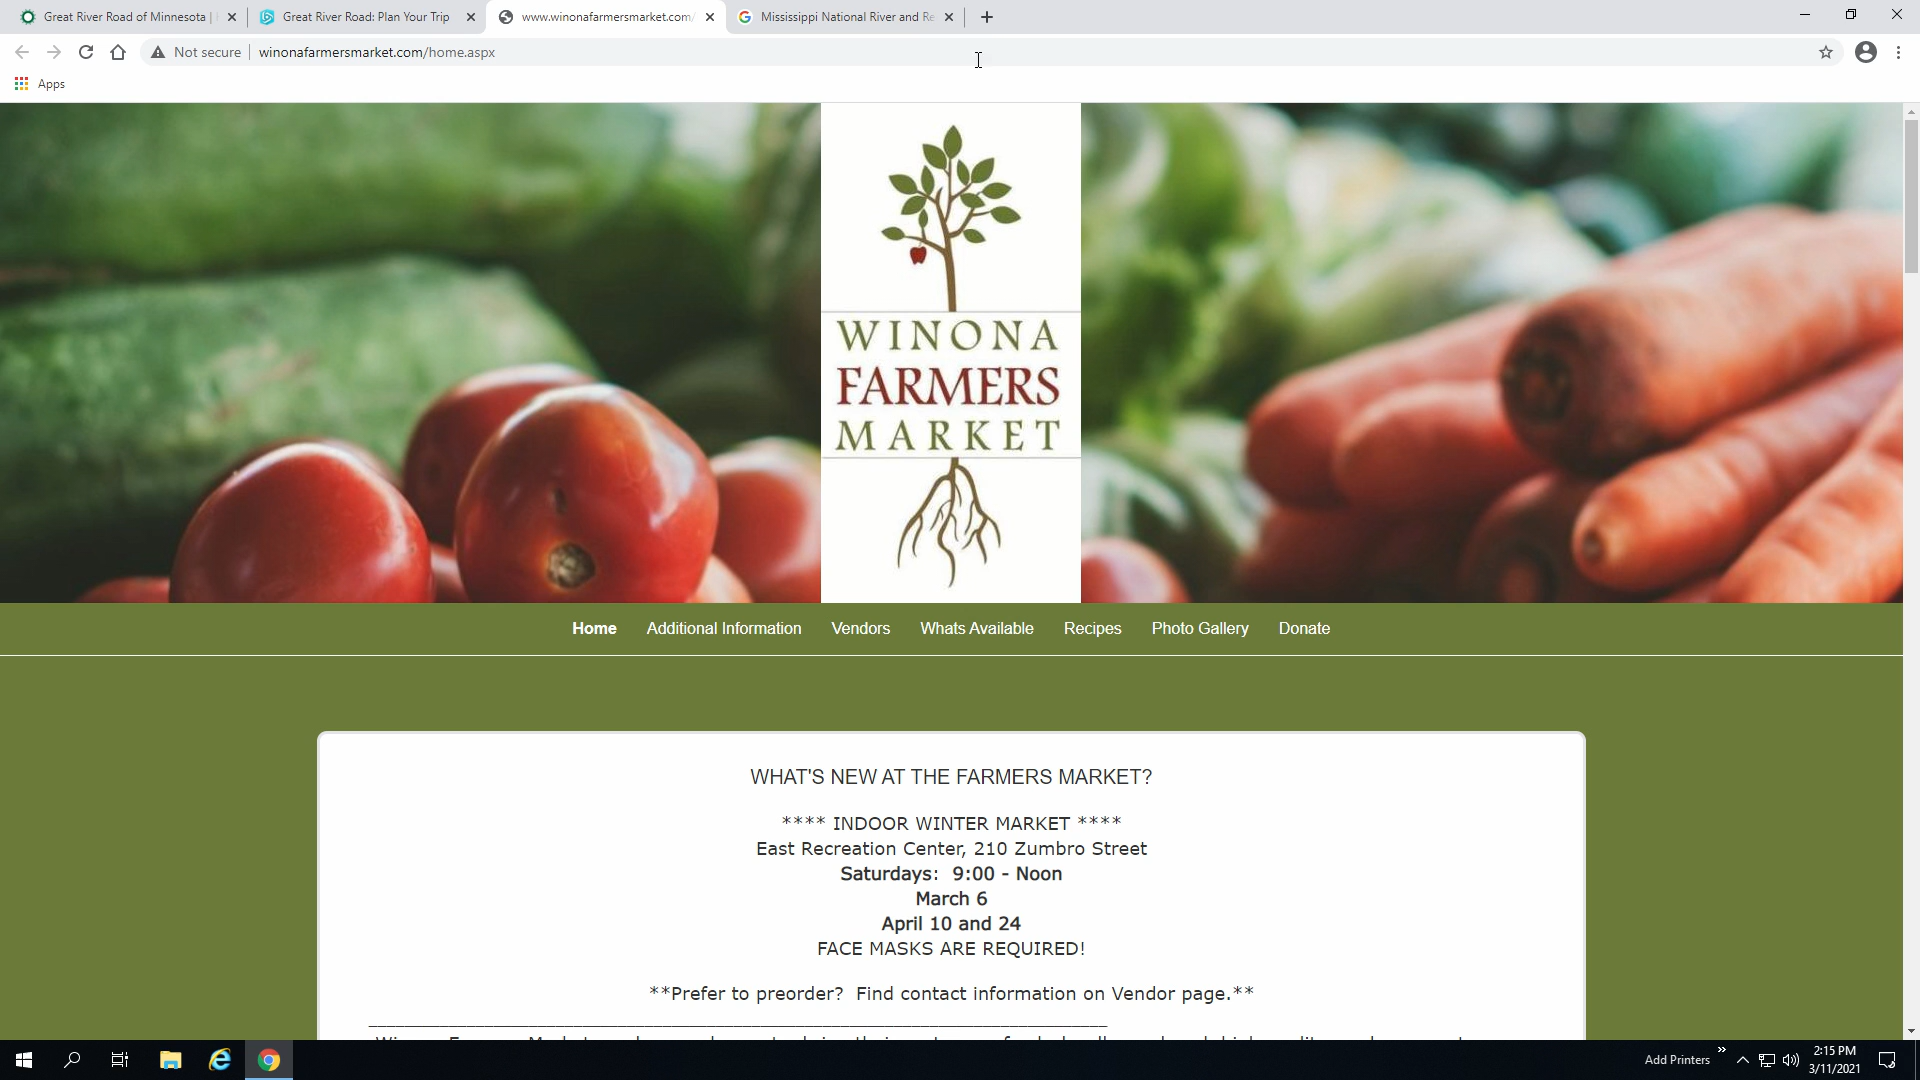 Great River Road of Minnesota |
Great River Road: Plan Your Trip
www.winonafarmersmarket.com/
Mississippi National River and Re
Not secure
winonafarmersmarket.com/home.aspx
Apps
WINONA
FARMERS
MARKET
Home
Additional Information
Vendors
Whats Available
Recipes
Photo Gallery
Donate
WHAT'S NEW AT THE FARMERS MARKET?
**** INDOOR WINTER MARKET ****
East Recreation Center, 210 Zumbro Street
Saturdays:  9:00 - Noon
March 6
April 10 and 24
FACE MASKS ARE REQUIRED!
**Prefer to preorder?  Find contact information on Vendor page.**
Add Printers
2:15 PM
3/11/2021